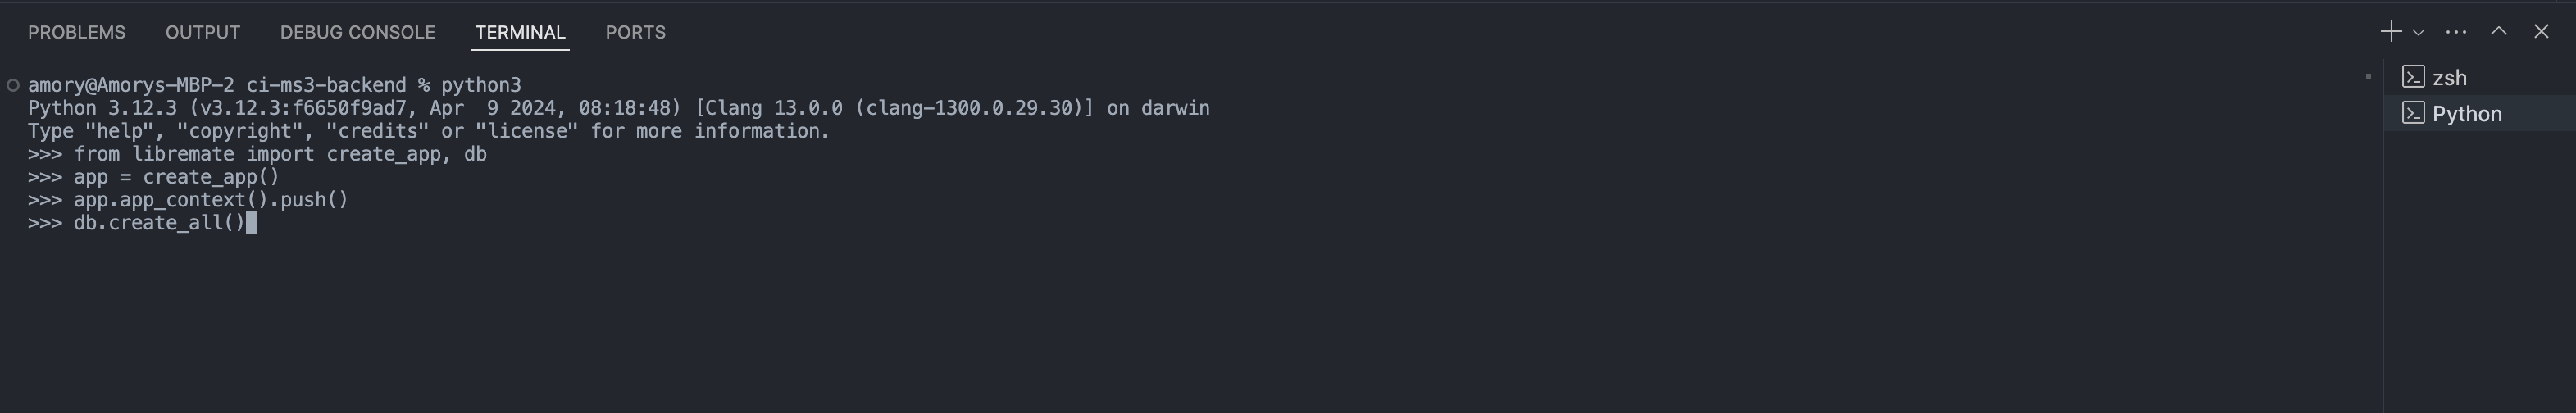 PROBLEMS OUTPUT DEBUG CONSOLE TERMINAL PORTS
amory@Amorys-MBP-2 ci-ms3-backend % python3
Python 3.12.3 (v3.12.3:f6650f9ad7, Apr  9 2024, 08:18:48) [Clang 13.0.0 (clang-1300.0.29.30)] on darwin
Type "help", "copyright", "credits" or "license" for more information.
>>> from libremate import create_app, db
>>> app = create_app()
>>> app.app_context().push()
>>> db.create_all()
zsh
Python